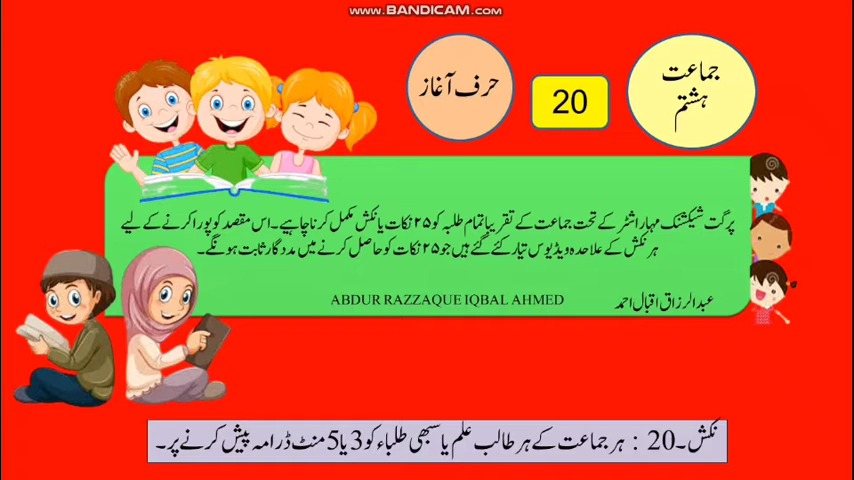 WWW.BANDICAM.COM
جماعت
ہشتم
20
حرف آغاز
پرگت شیکشنک مہاراشٹر کے تحت جماعت کے تقریباتمام طلبہ کو ۲۵ نکات یا نکش مکمل کرنا چاہیے۔ اس مقصد کو پورا کرنے کے لیے
ہر نکش کے علاحدہ ویڈیوس تیار کئے گئے ہیں جو ۲۵ نکات کو حاصل کرنے میں مددگار ثابت ہونگے۔
عبدالرزاق اقبال احمد ABDUR RAZZAQUE IQBAL AHMED
نکش۔20 : ہر جماعت کے ہر طالب علم یا سبھی طلباء کو 3 یا 5 منٹ ڈرامہ پیش کرنے پر۔